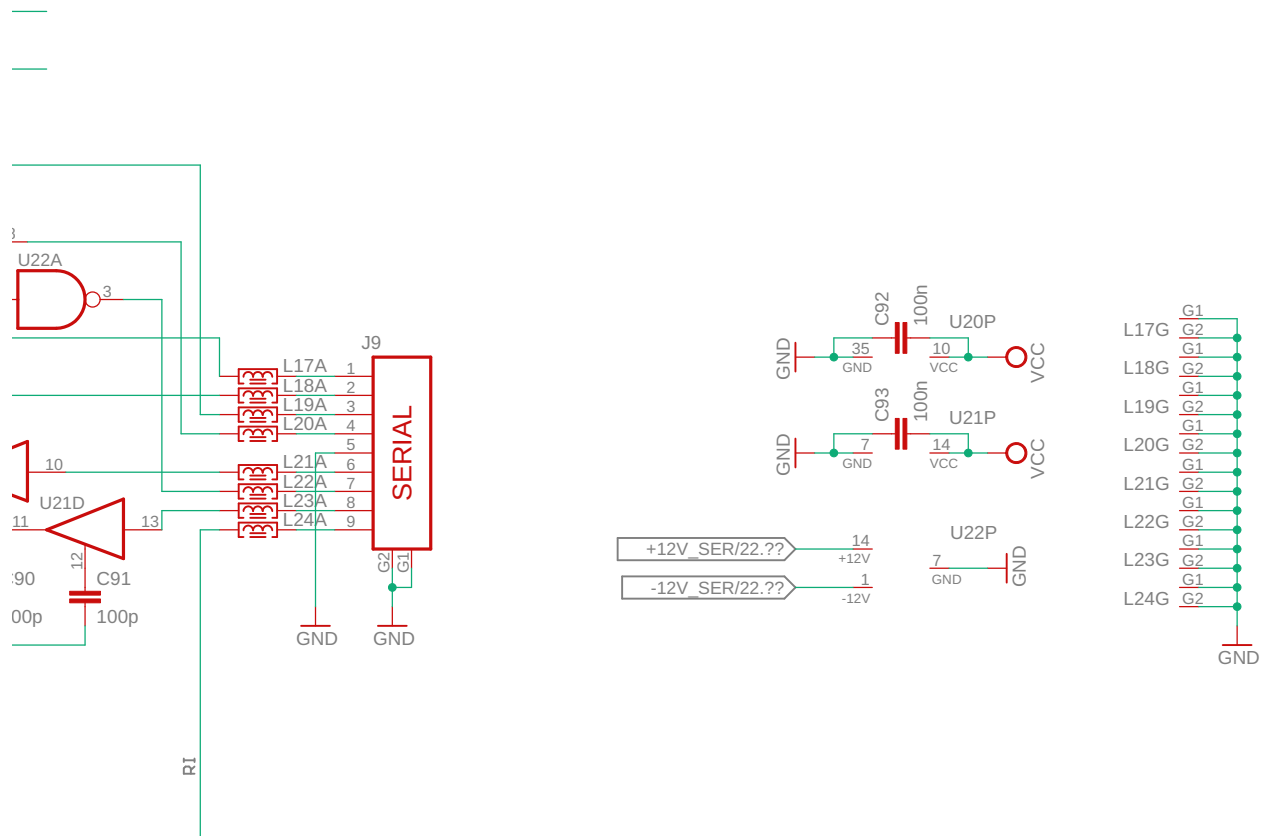 U22A
3
J9
SERIAL
L17A 1
L18A 2
L19A 3
L20A 4
5
L21A 6
L22A 7
L23A 8
L24A 9
10
U21D
11
13
12
C91
100p
G2
G1
GND
GND
RI
C92
100n
U20P
GND
35
GND
10
VCC
VCC
C93
100n
U21P
GND
7
GND
14
VCC
VCC
U22P
+12V_SER/22.??
14
+12V
-12V_SER/22.??
1
-12V
7
GND
GND
G1
L17G G2
G1
L18G G2
G1
L19G G2
G1
L20G G2
G1
L21G G2
G1
L22G G2
G1
L23G G2
G1
L24G G2
GND